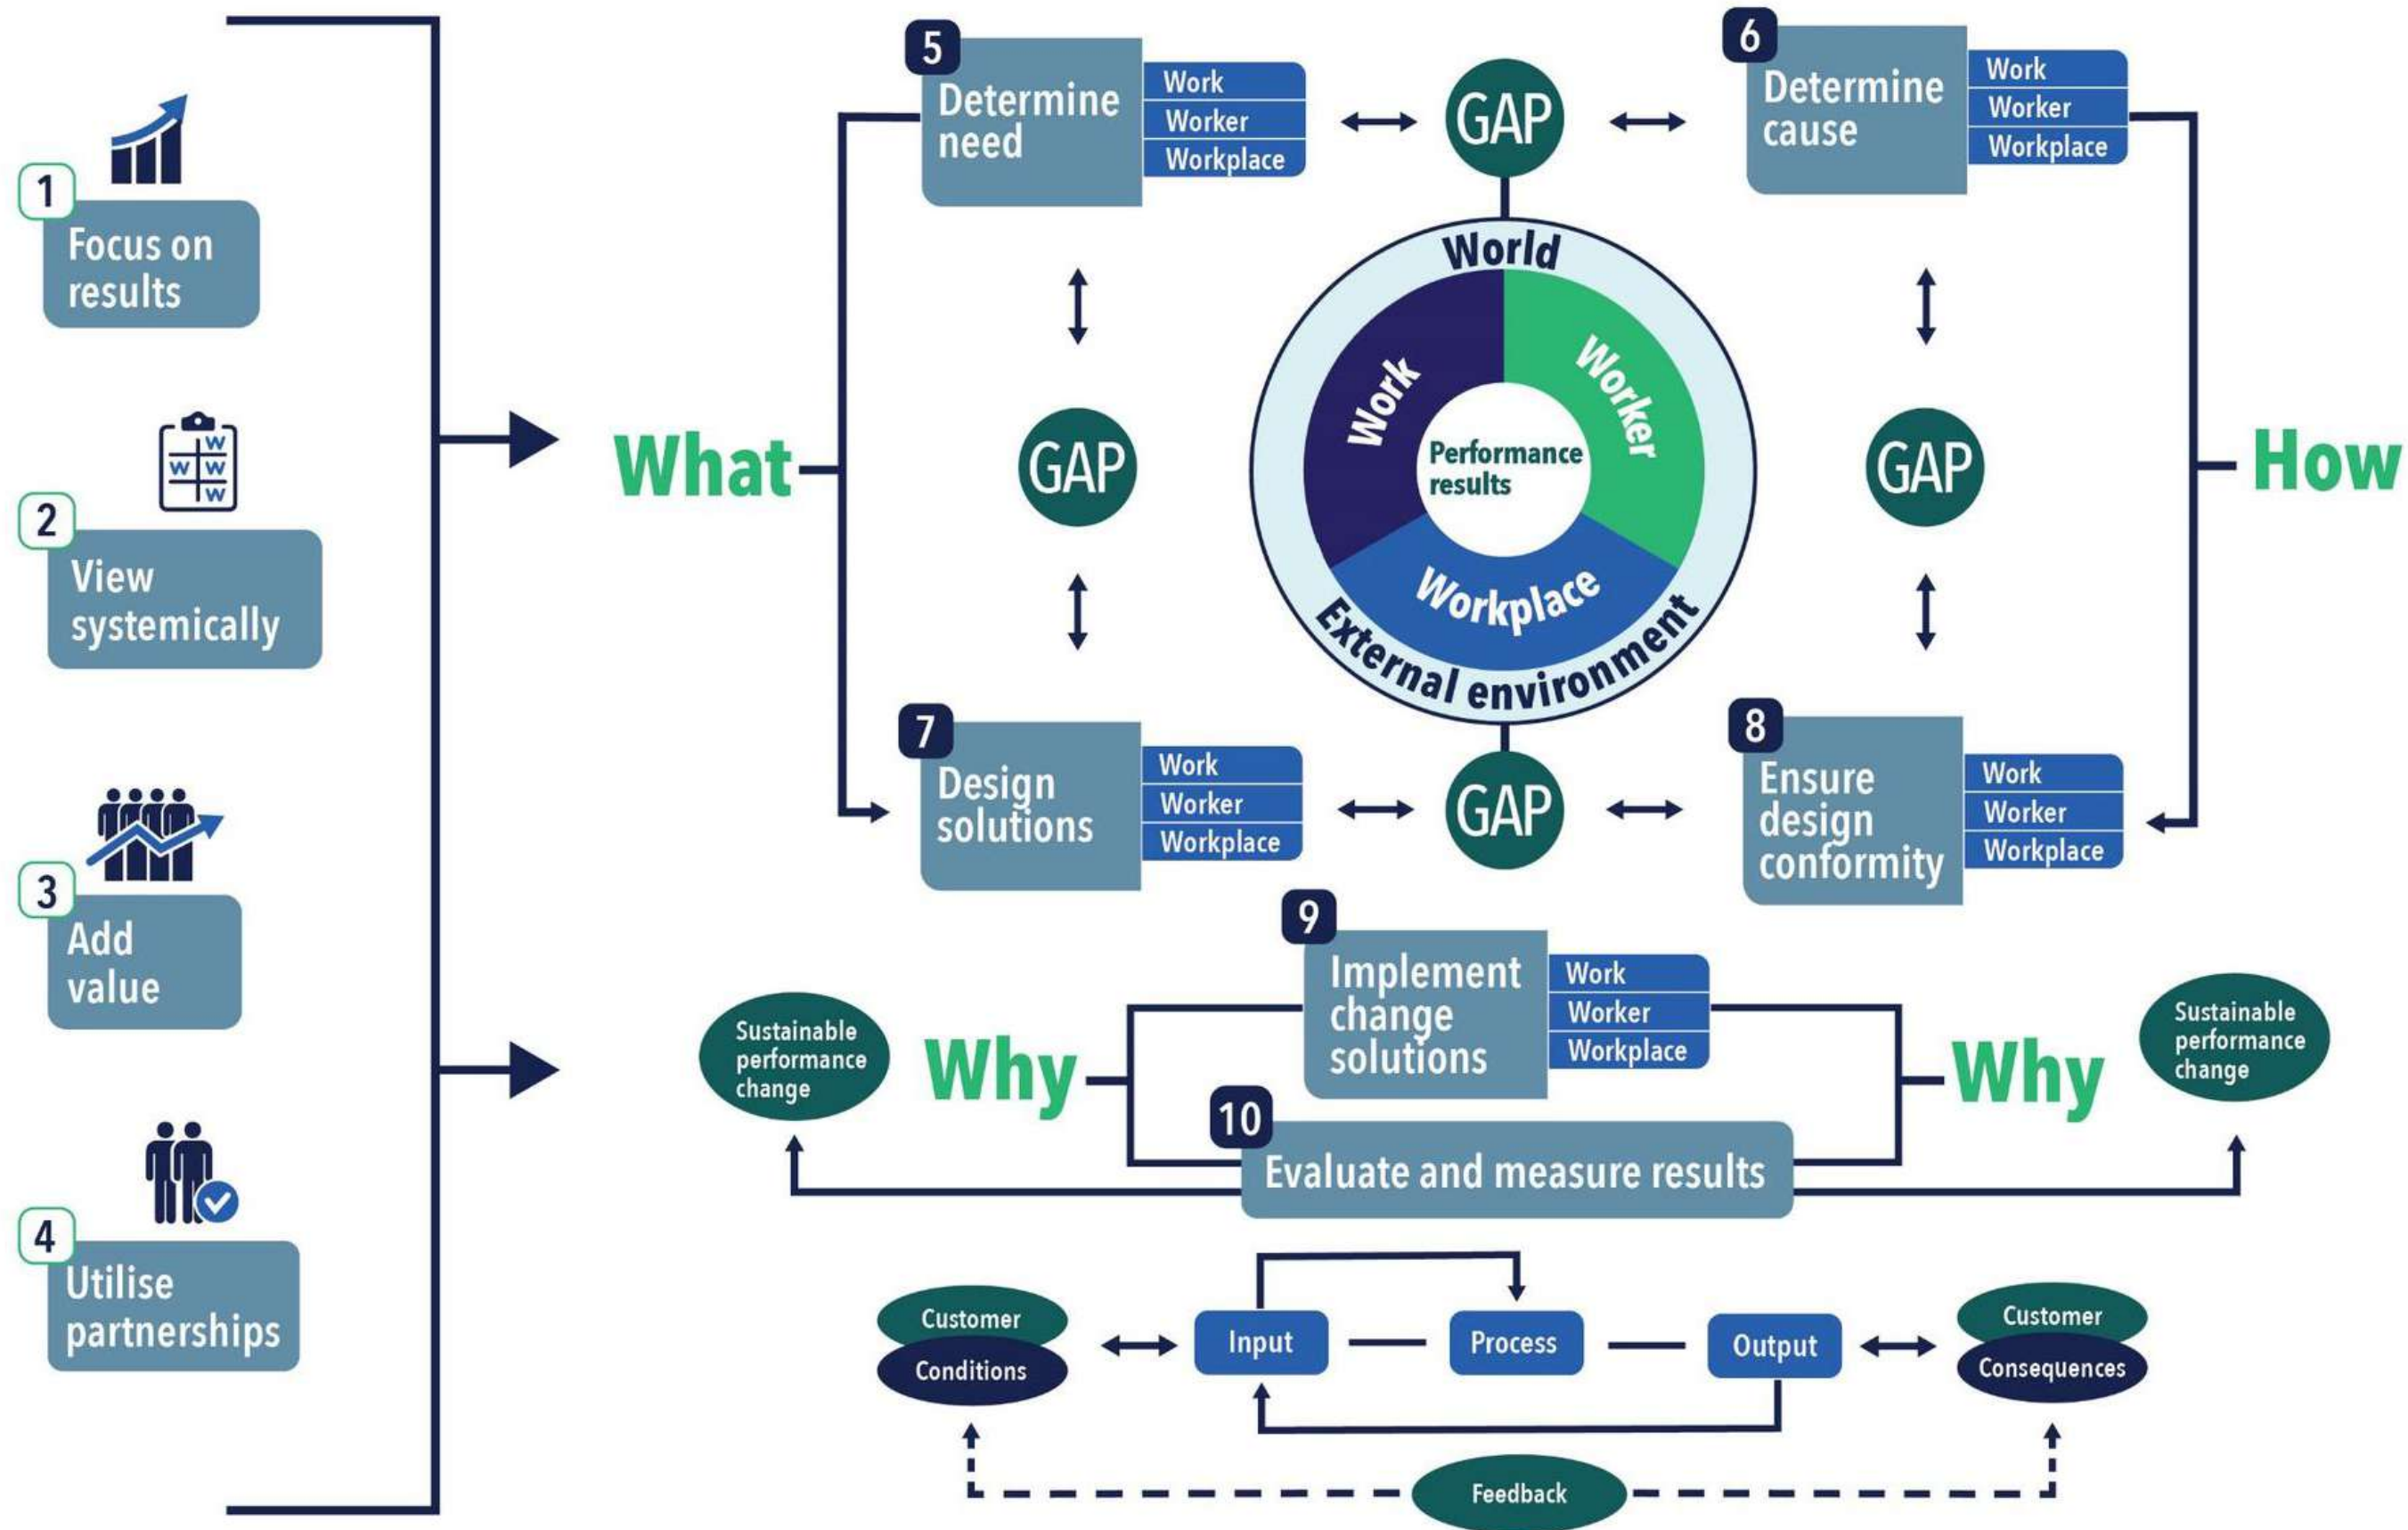 1
Focus on
results
W
W W
W
2
View
systemically
3
Add
value
4
Utilise
partnerships
What
5
Determine
need
Work
Worker
Workplace
GAP
6
Determine
cause
Work
Worker
Workplace
GAP
World
Work
Worker
Workplace
Performance
results
External environment
GAP
How
7
Design
solutions
Work
Worker
Workplace
GAP
8
Ensure
design
conformity
Work
Worker
Workplace
9
Implement
change
solutions
Work
Worker
Workplace
Sustainable
performance
change
Why
Why
Sustainable
performance
change
10
Evaluate and measure results
Customer
Conditions
Input
Process
Output
Customer
Consequences
Feedback